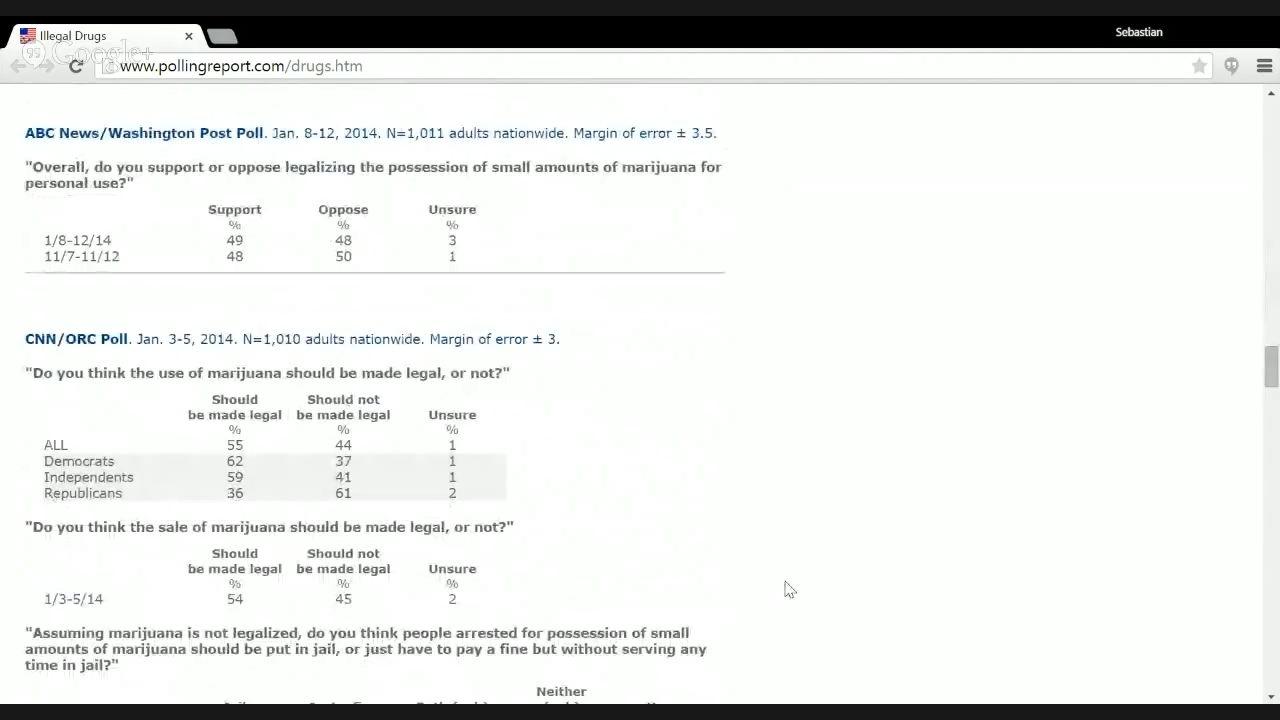 Illegal Drugs
Sebastian
Google+
www.pollingreport.com/drugs.htm
ABC News/Washington Post Poll. Jan. 8-12, 2014. N=1,011 adults nationwide. Margin of error ± 3.5.
"Overall, do you support or oppose legalizing the possession of small amounts of marijuana for
personal use?"
Support Oppose Unsure
% % %
1/8-12/14 49 48 3
11/7-11/12 48 50 1
CNN/ORC Poll. Jan. 3-5, 2014. N=1,010 adults nationwide. Margin of error ± 3.
"Do you think the use of marijuana should be made legal, or not?"
Should Should not
be made legal be made legal Unsure
% % %
ALL 55 44 1
Democrats 62 37 1
Independents 59 41 1
Republicans 36 61 2
"Do you think the sale of marijuana should be made legal, or not?"
Should Should not
be made legal be made legal Unsure
% % %
1/3-5/14 54 45 2
"Assuming marijuana is not legalized, do you think people arrested for possession of small
amounts of marijuana should be put in jail, or just have to pay a fine but without serving any
time in jail?"
Neither